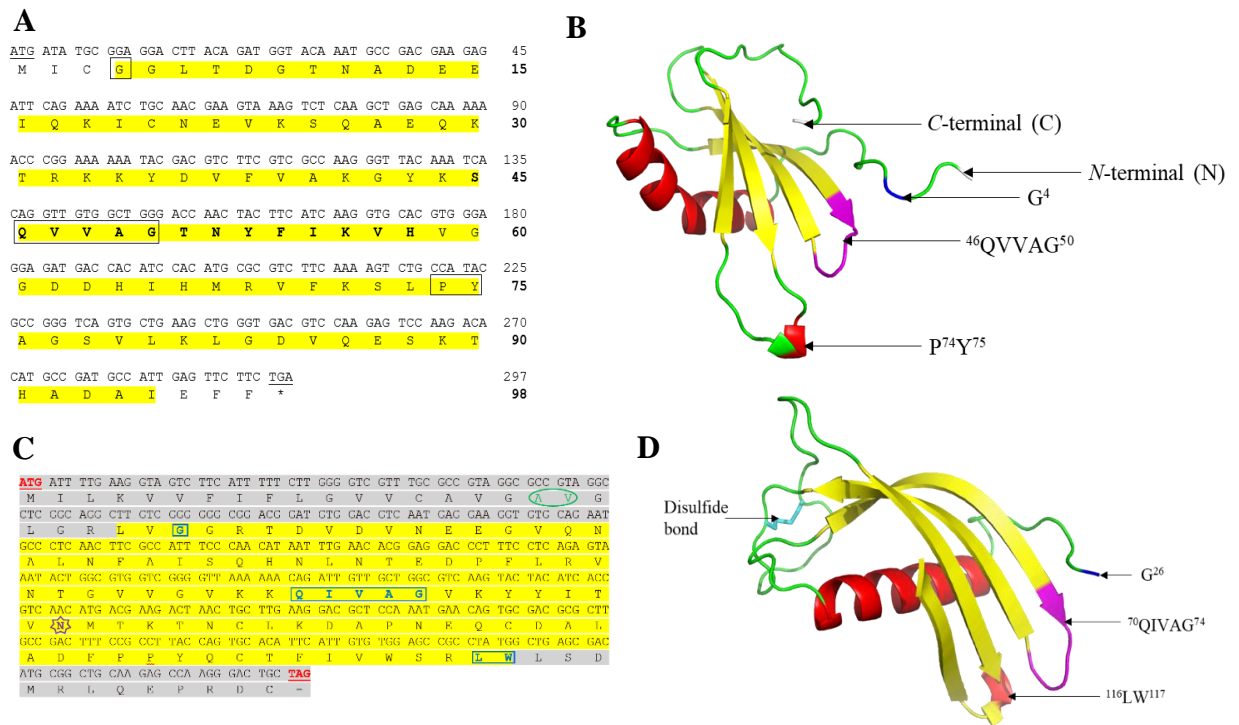 A
ATG ATA TGC GGA GGA CTT ACA GAT GGT ACA AAT GCC GAC GAA GAG 45
M I C G G L T D G T N A D E E 15
ATT CAG AAA ATC TGC AAC GAA GTA AAG TCT CAA GCT GAG CAA AAA 90
I Q K I C N E V K S Q A E Q K 30
ACC CGG AAA AAA TAC GAC GTC TTC GTC GCC AAG GGT TAC AAA TCA 135
T R K K Y D V F V A K G Y K S 45
CAG GTT GTG GCT GGG ACC AAC TAC TTC ATC AAG GTG CAC GTG GGA 180
Q V V A G T N Y F I K V H V G 60
GGA GAT GAC CAC ATC CAC ATG CGC GTC TTC AAA AGT CTG CCA TAC 225
G D D H I H M R V F K S L P Y 75
GCC GGG TCA GTG CTG AAG CTG GGT GAC GTC CAA GAG TCC AAG ACA 270
A G S V L K L G D V Q E S K T 90
CAT GCC GAT GCC ATT GAG TTC TTC TGA 297
H A D A I E F F * 98
B
C-terminal (C)
N-terminal (N)
G⁴
⁴⁶QVVAG⁵⁰
P⁷⁴Y⁷⁵
C
ATG ATT TTG AAG GTA GTC TTC ATT TTT CTT GGG GTC GTT TGC GCC GTA GGC GCC GTA GGC
M I L K V V F I F L G V V C A V G A V G
CTC GGC AGG CTT GTC GGG GGG CGG ACG GAT GTG GAC GTC AAT GAG GAA GGT GTG CAG AAT
L G R L V G G R T D V D V N E E G V Q N
GCC CTC AAC TTC GCC ATT TCC CAA CAT AAT TTG AAC ACG GAG GAC CCT TTC CTC AGA GTA
A L N F A I S Q H N L N T E D P F L R V
AAT ACT GGC GTG GTC GGG GTT AAA AAA CAG ATT GTT GCT GGC GTC AAG TAC TAC ATC ACC
N T G V V G V K K Q I V A G V K Y Y I T
GTC AAC ATG ACG AAG ACT AAC TGC TTG AAG GAC GCT CCA AAT GAA CAG TGC GAC GCG CTT
V N M T K T N C L K D A P N E Q C D A L
GCC GAC TTT CCG CCT TAC CAG TGC ACA TTC ATT GTG TGG AGC CGC CTA TGG CTG AGC GAC
A D F P P Y Q C T F I V W S R L W L S D
ATG CGG CTG CAA GAG CCA AGG GAC TGC TAG
M R L Q E P R D C -
D
Disulfide
bond
G²⁶
⁷⁰QIVAG⁷⁴
¹¹⁶LW¹¹⁷